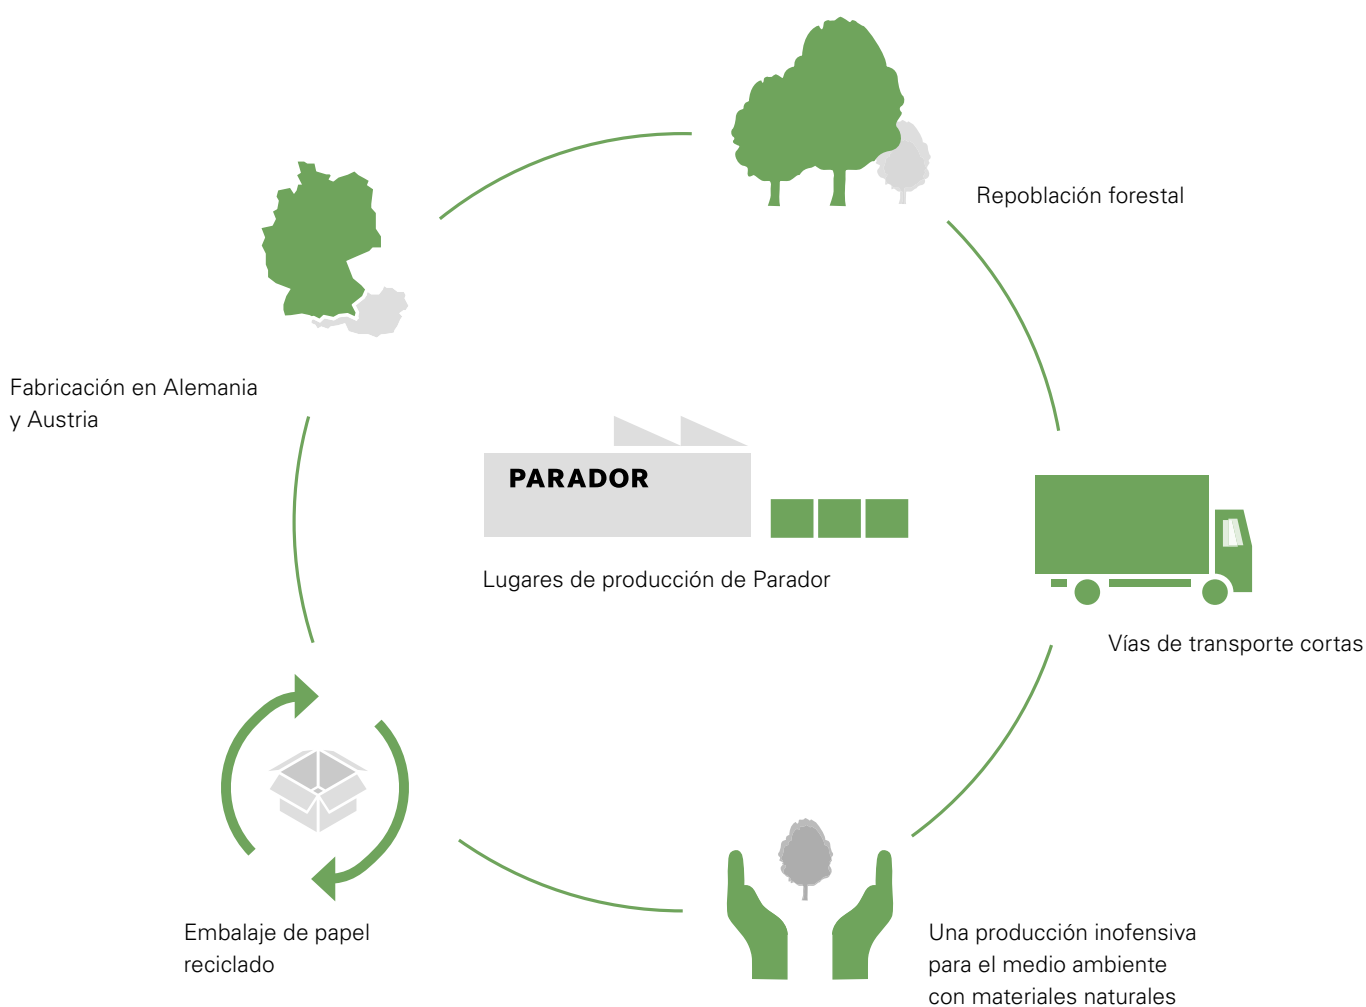 Repoblación forestal
Fabricación en Alemania
y Austria
PARADOR
Lugares de producción de Parador
Vías de transporte cortas
Embalaje de papel
reciclado
Una producción inofensiva
para el medio ambiente
con materiales naturales